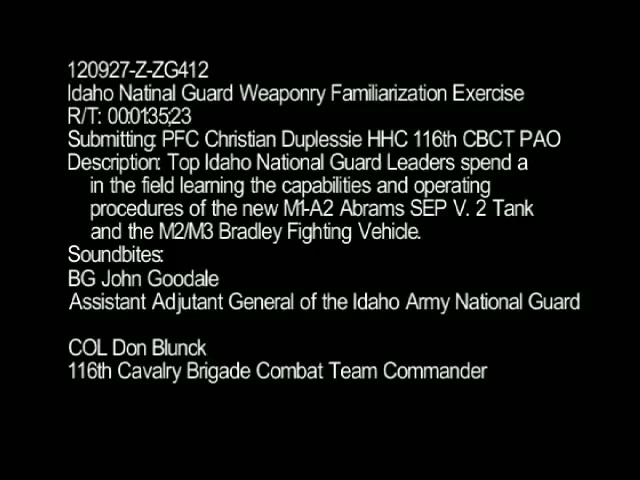 120927-Z-ZG412
Idaho Natinal Guard Weaponry Familiarization Exercise
R/T: 00:01:35;23
Submitting: PFC Christian Duplessie HHC 116th CBCT PAO
Description: Top Idaho National Guard Leaders spend a
in the field learning the capabilities and operating
procedures of the new M1-A2 Abrams SEP V. 2 Tank
and the M2/M3 Bradley Fighting Vehicle.
Soundbites:
BG John Goodale
Assistant Adjutant General of the Idaho Army National Guard
COL Don Blunck
116th Cavalry Brigade Combat Team Commander